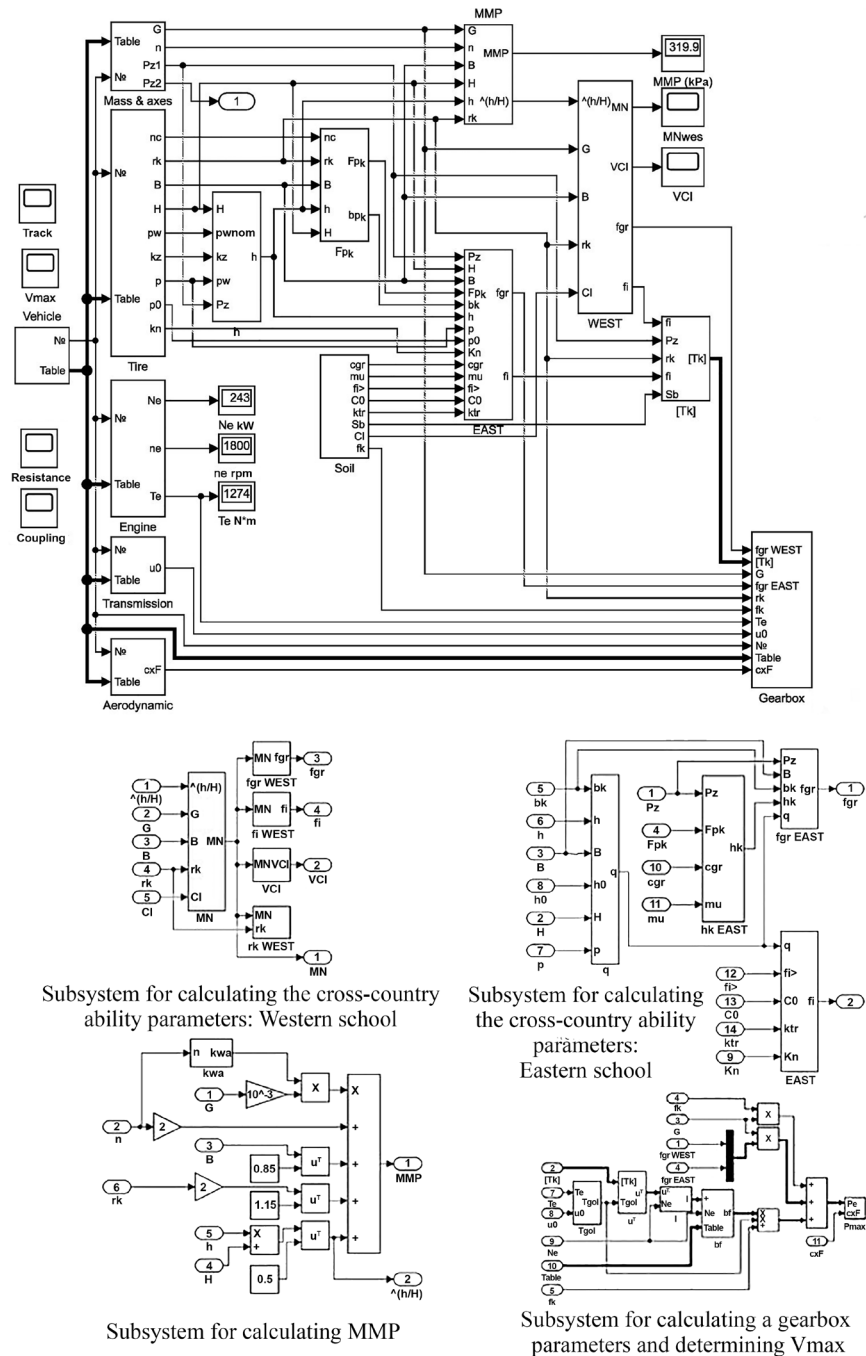 MMP
G
n
Pz1
Pz2
Table
№
Mass & axes
1
G
n
B
H
h
rk
MMP
^(h/H)
319.9
MMP (kPa)
^(h/H)
G
B
rk
CI
MN
VCI
fgr
fi
WEST
MNwes
VCI
nc
rk
B
H
pw
kz
p
p0
kn
№
Table
Tire
H
pwnom
kz
pw
Pz
h
h
nc
rk
B
h
H
Fpk
bpk
Fpk
Pz
H
B
Fpk
bk
h
p
p0
Kn
cgr
mu
fi>
C0
ktr
fgr
fi
EAST
fi
Pz
rk
fi
Sb
[Tk]
[Tk]
Track
Vmax
Vehicle
№
Table
Resistance
Coupling
cgr
mu
fi>
C0
ktr
Sb
CI
fk
Soil
№
Table
Ne
ne
Te
Engine
243
Ne kW
1800
ne rpm
1274
Te N*m
№
Table
u0
Transmission
№
Table
cxF
Aerodynamic
fgr WEST
[Tk]
G
fgr EAST
rk
fk
Te
u0
№
Table
cxF
Gearbox
1
^(h/H)
2
G
3
B
4
rk
5
CI
^(h/H)
G
B
rk
CI
MN
MN
MN fgr
fgr WEST
3
fgr
MN fi
fi WEST
4
fi
MNVCI
VCI
2
VCI
MN
rk
rk WEST
1
MN
Subsystem for calculating the cross-country
ability parameters: Western school
5
bk
6
h
3
B
8
h0
2
H
7
p
bk
h
B
h0
H
p
q
q
1
Pz
4
Fpk
10
cgr
11
mu
Pz
Fpk
cgr
mu
hk
hk EAST
Pz
B
bk
hk
q
fgr
fgr EAST
1
fgr
12
fi>
13
C0
14
ktr
9
Kn
q
fi>
C0
ktr
Kn
fi
EAST
2
Subsystem for calculating
the cross-country ability
parameters:
Eastern school
n kwa
kwa
1
G
10^-3
X
2
n
2
3
B
0.85
uᵀ
6
rk
2
1.15
uᵀ
5
h
4
H
X
+
0.5
uᵀ
X
+
+
+
+
1
MMP
2
^(h/H)
Subsystem for calculating MMP
4
fk
3
G
1
fgr WEST
4
fgr EAST
X
X
2
[Tk]
7
Te
8
u0
9
Ne
10
Table
5
fk
Te
u0
Tgol
[Tk]
Tgol
uᵀ
uᵀ
uᵀ
Ne
I
I
+
Ne
Table
bf
bf
X
X
+
+
+
+
11
cxF
Pe
cxF
Pmax
Subsystem for calculating a gearbox
parameters and determining Vmax